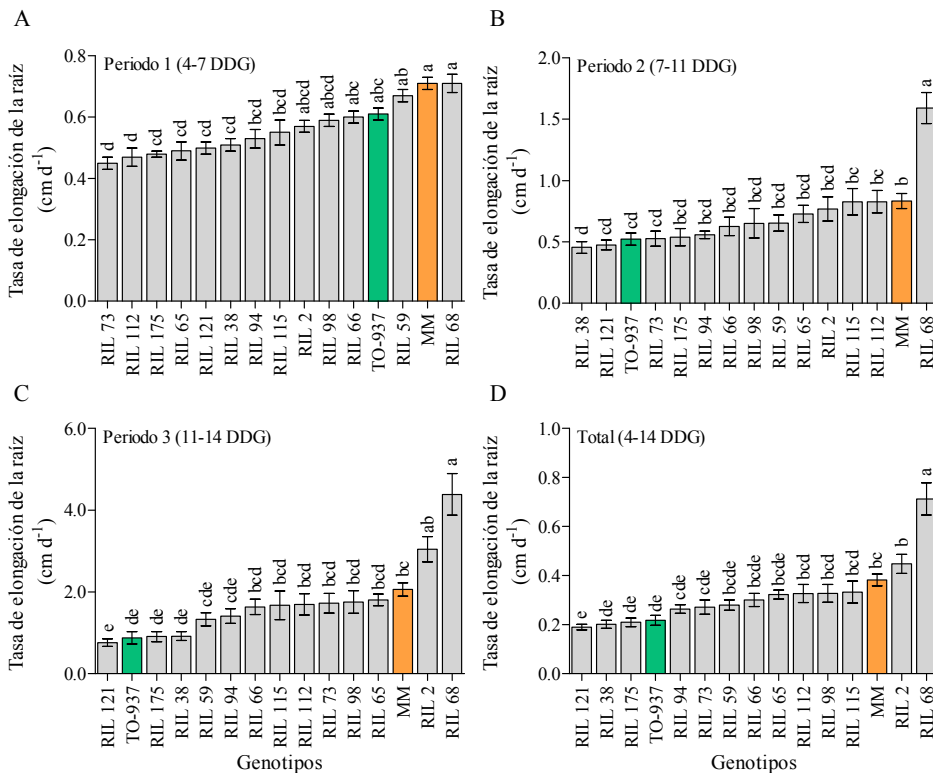 A
Tasa de elongación de la raíz
(cm d⁻¹)
Periodo 1 (4-7 DDG)
0.8
0.6
0.4
0.2
0.0
d
d
cd
cd
cd
cd
bcd
bcd
abcd
abcd
abc
abc
ab
a
a
RIL 73
RIL 112
RIL 175
RIL 65
RIL 121
RIL 38
RIL 94
RIL 115
RIL 2
RIL 98
RIL 66
TO-937
RIL 59
MM
RIL 68
B
Tasa de elongación de la raíz
(cm d⁻¹)
Periodo 2 (7-11 DDG)
2.0
1.5
1.0
0.5
0.0
d
cd
cd
cd
bcd
bcd
bcd
bcd
bcd
bcd
bcd
bc
bc
b
a
RIL 38
RIL 121
TO-937
RIL 73
RIL 175
RIL 94
RIL 66
RIL 98
RIL 59
RIL 65
RIL 2
RIL 115
RIL 112
MM
RIL 68
C
Tasa de elongación de la raíz
(cm d⁻¹)
Periodo 3 (11-14 DDG)
6.0
4.0
2.0
0.0
e
de
de
de
cde
cde
bcd
bcd
bcd
bcd
bcd
bcd
bc
ab
a
RIL 121
TO-937
RIL 175
RIL 38
RIL 59
RIL 94
RIL 66
RIL 115
RIL 112
RIL 73
RIL 98
RIL 65
MM
RIL 2
RIL 68
Genotipos
D
Tasa de elongación de la raíz
(cm d⁻¹)
Total (4-14 DDG)
1.0
0.8
0.6
0.4
0.2
0.0
e
de
de
de
cde
cde
bcde
bcde
bcde
bcd
bcd
bcd
bc
b
a
RIL 121
RIL 38
RIL 175
TO-937
RIL 94
RIL 73
RIL 59
RIL 66
RIL 65
RIL 112
RIL 98
RIL 115
MM
RIL 2
RIL 68
Genotipos